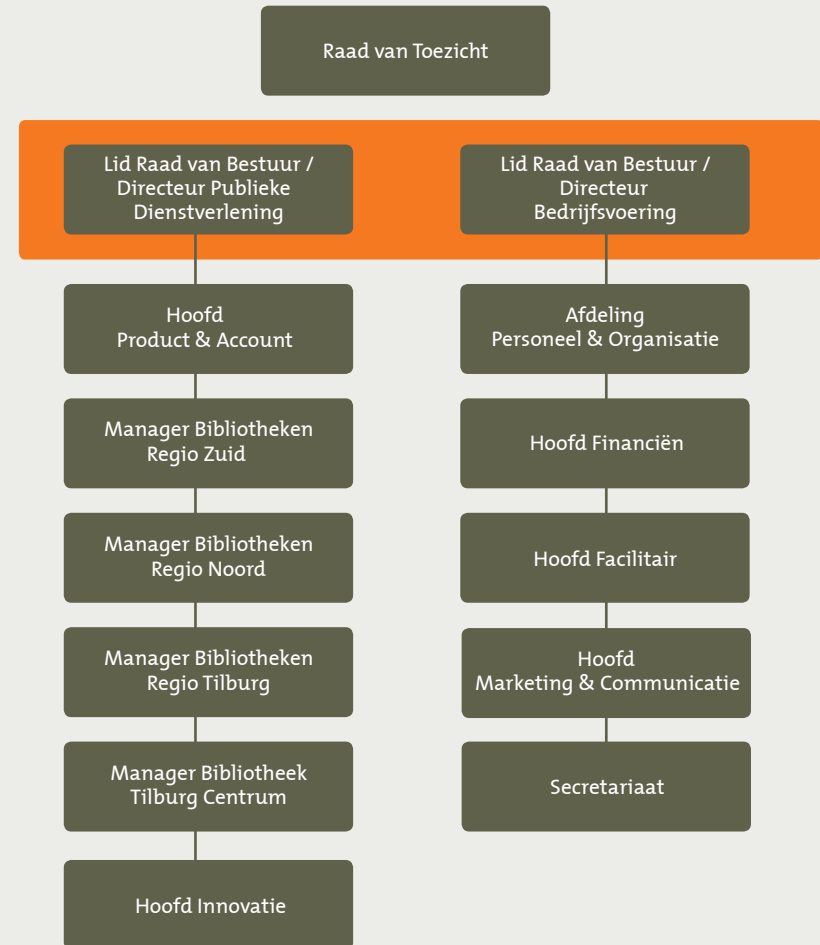 Raad van Toezicht
Lid Raad van Bestuur /
Directeur Publieke
Dienstverlening
Lid Raad van Bestuur /
Directeur
Bedrijfsvoering
Hoofd
Product & Account
Manager Bibliotheken
Regio Zuid
Manager Bibliotheken
Regio Noord
Manager Bibliotheken
Regio Tilburg
Manager Bibliotheek
Tilburg Centrum
Hoofd Innovatie
Afdeling
Personeel & Organisatie
Hoofd Financiën
Hoofd Facilitair
Hoofd
Marketing & Communicatie
Secretariaat